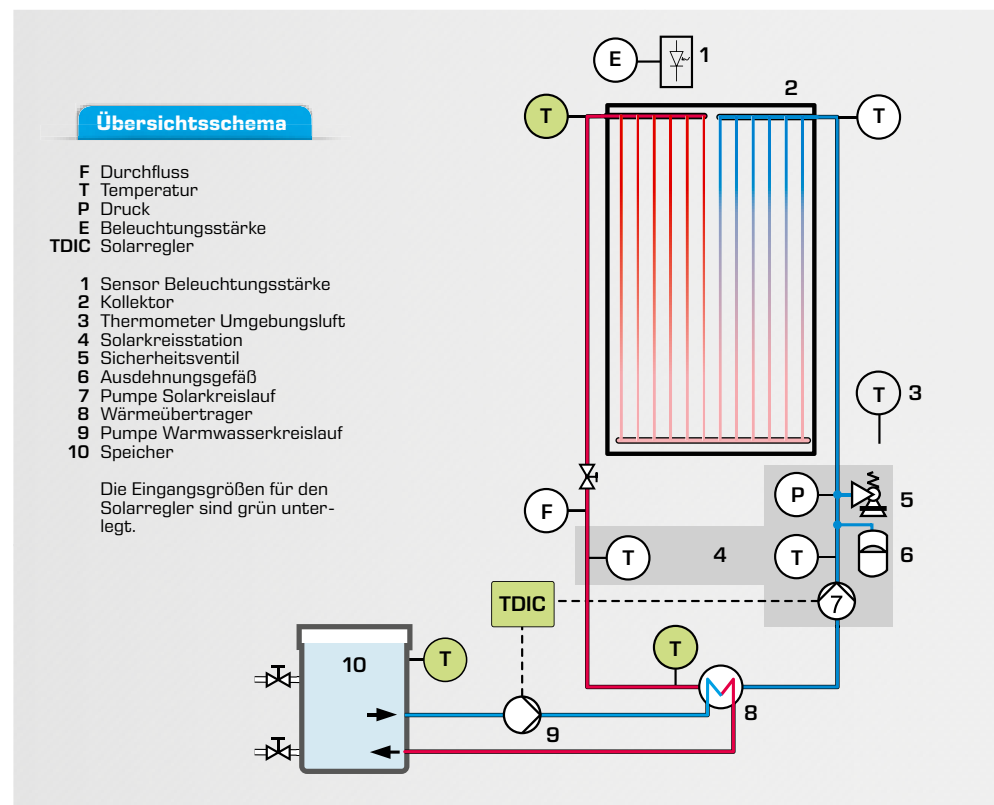 Übersichtsschema
F Durchfluss
T Temperatur
P Druck
E Beleuchtungsstärke
TDIC Solarregler
1 Sensor Beleuchtungsstärke
2 Kollektor
3 Thermometer Umgebungsluft
4 Solarkreisstation
5 Sicherheitsventil
6 Ausdehnungsgefäß
7 Pumpe Solarkreislauf
8 Wärmeübertrager
9 Pumpe Warmwasserkreislauf
10 Speicher
Die Eingangsgrößen für den
Solarregler sind grün unter-
legt.
E
1
2
T
T
T
3
P
5
F
T
4
T
6
TDIC
7
10
T
T
8
9